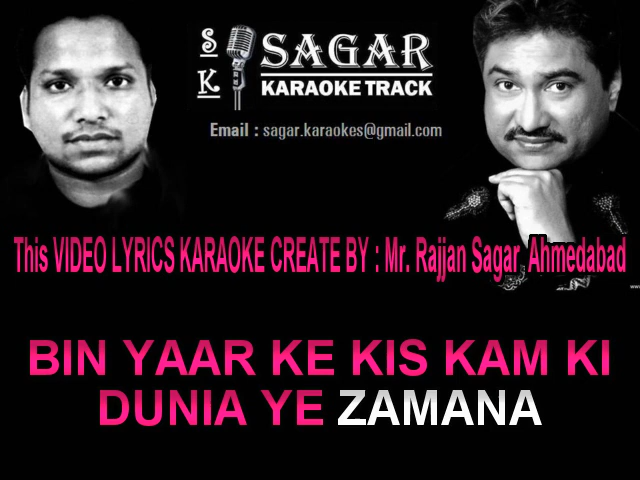 S K
SAGAR
KARAOKE TRACK
Email : sagar.karaokes@gmail.com
This VIDEO LYRICS KARAOKE CREATE BY : Mr. Rajjan Sagar Ahmedabad
www
BIN YAAR KE KIS KAM KI
DUNIA YE ZAMANA